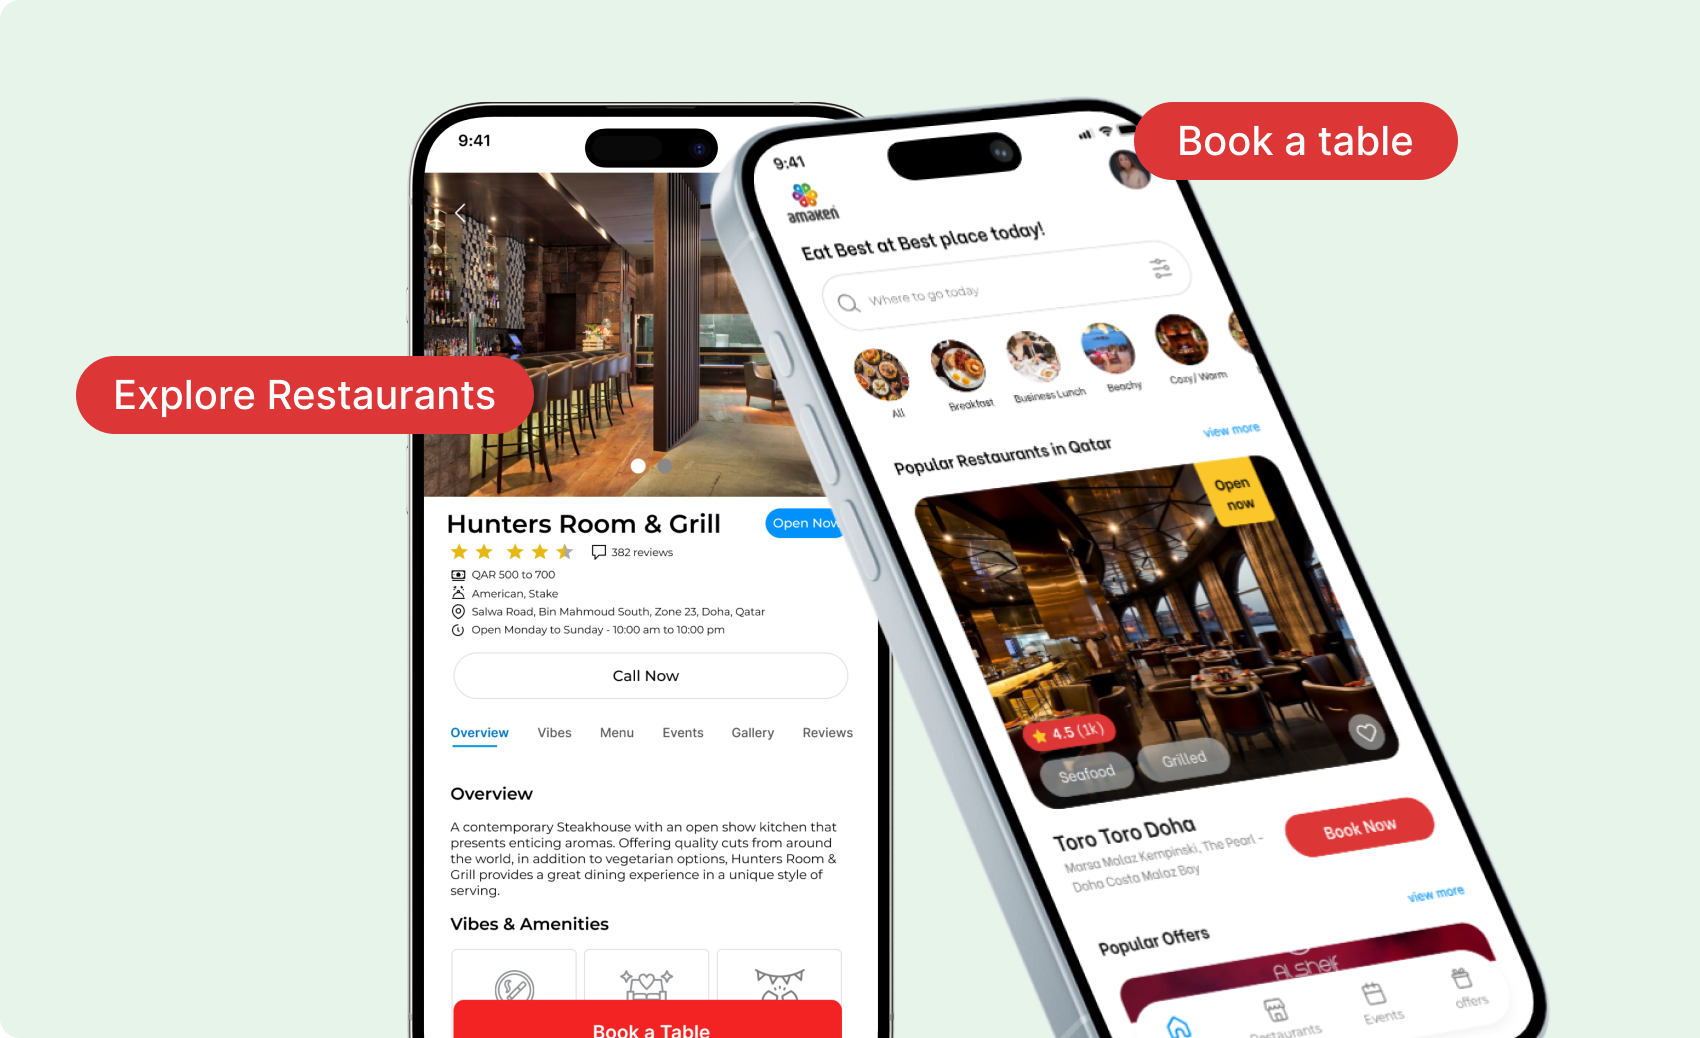 Explore Restaurants
Book a table
9:41
Hunters Room & Grill
Open Now
382 reviews
QAR 500 to 700
American, Stake
Salwa Road, Bin Mahmoud South, Zone 23, Doha, Qatar
Open Monday to Sunday - 10:00 am to 10:00 pm
Call Now
Overview
Vibes
Menu
Events
Gallery
Reviews
Overview
A contemporary Steakhouse with an open show kitchen that
presents enticing aromas. Offering quality cuts from around
the world, in addition to vegetarian options, Hunters Room &
Grill provides a great dining experience in a unique style of
serving.
Vibes & Amenities
Book a Table
9:41
amaken
Eat Best at Best place today!
Where to go today
All
Breakfast
Business Lunch
Beachy
Cozy/ Warm
Popular Restaurants in Qatar
view more
Open
now
4.5 (1k)
Seafood
Grilled
Toro Toro Doha
Marsa Malaz Kempinski, The Pearl -
Doha Costa Malaz Bay
Book Now
view more
Popular Offers
Al shelf
Restaurants
Events
offers